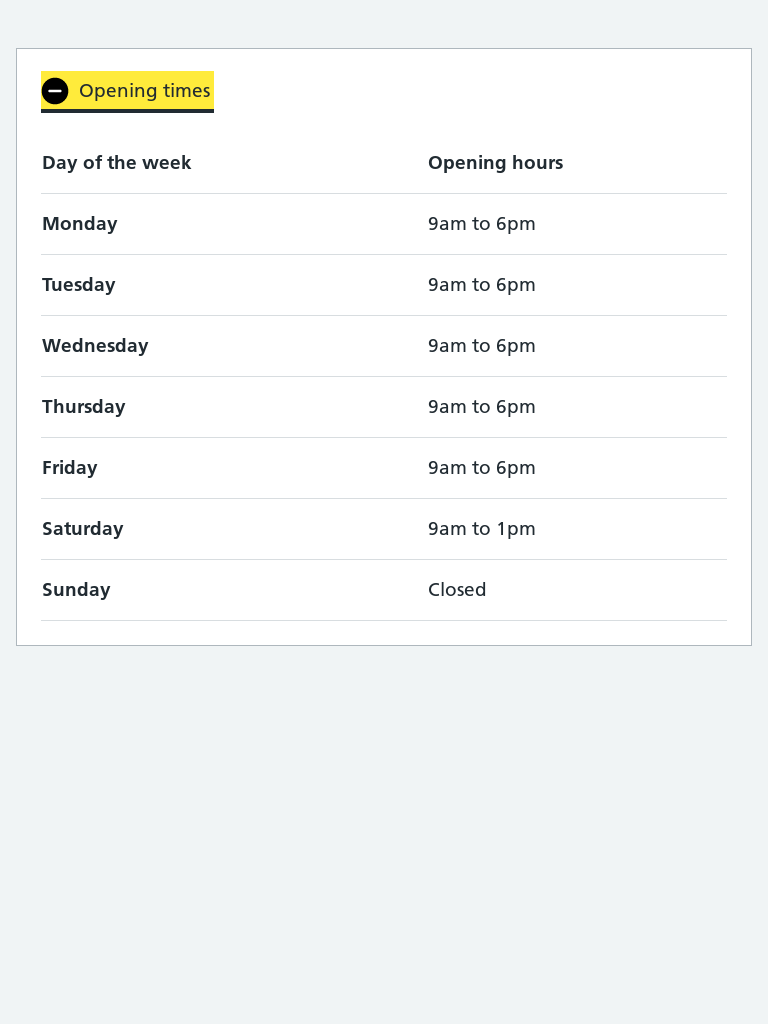 Opening times
Day of the week Opening hours
Monday 9am to 6pm
Tuesday 9am to 6pm
Wednesday 9am to 6pm
Thursday 9am to 6pm
Friday 9am to 6pm
Saturday 9am to 1pm
Sunday Closed